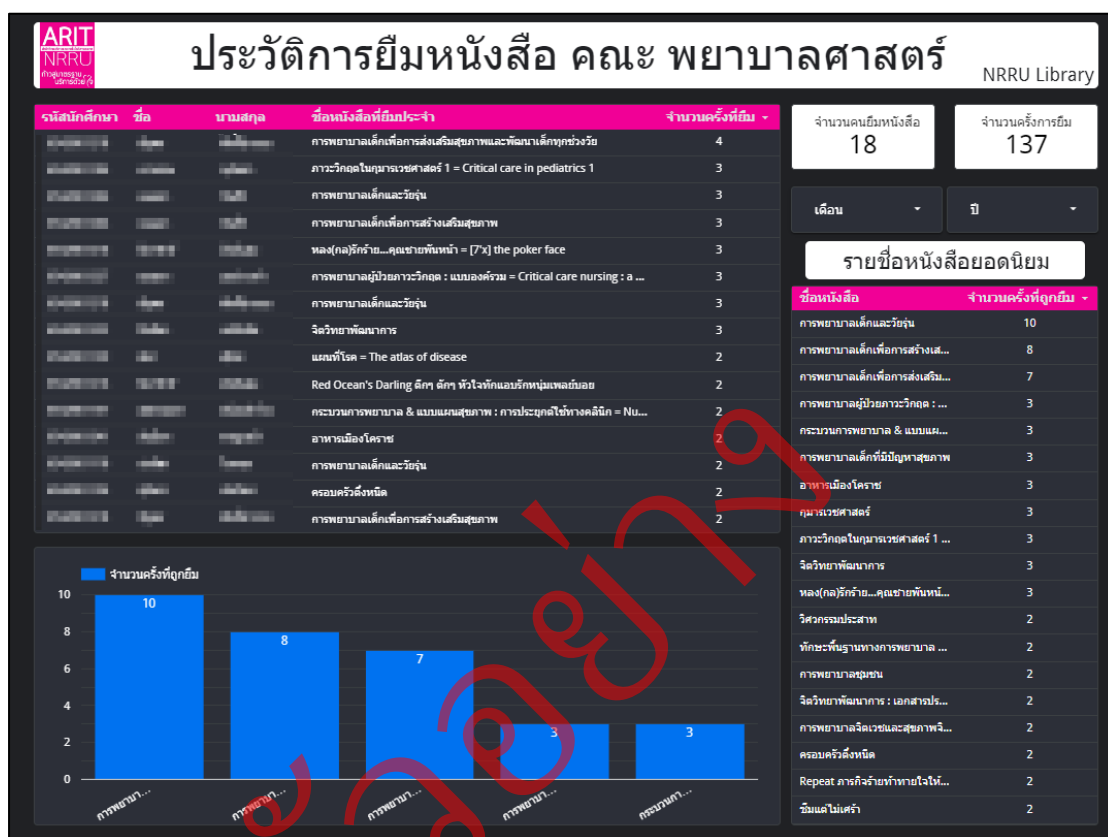 ARIT
NRRU
ประวัติการยืมหนังสือ คณะ พยาบาลศาสตร์
NRRU Library
รหัสนักศึกษา ชื่อ นามสกุล ชื่อหนังสือที่ยืมประจำ จำนวนครั้งที่ยืม
การพยาบาลเด็กเพื่อการส่งเสริมสุขภาพและพัฒนาเด็กทุกช่วงวัย 4
ภาวะวิกฤตในกุมารเวชศาสตร์ 1 = Critical care in pediatrics 1 3
การพยาบาลเด็กและวัยรุ่น 3
การพยาบาลเด็กเพื่อการสร้างเสริมสุขภาพ 3
หลง(กล)รักร้าย...คุณชายพันหน้า = [7'x] the poker face 3
การพยาบาลผู้ป่วยภาวะวิกฤต : แบบองค์รวม = Critical care nursing : a ... 3
การพยาบาลเด็กและวัยรุ่น 3
จิตวิทยาพัฒนาการ 3
แผนที่โรค = The atlas of disease 2
Red Ocean's Darling ดึกๆ ดักๆ หัวใจทักแอบรักหนุ่มเพลย์บอย 2
กระบวนการพยาบาล & แบบแผนสุขภาพ : การประยุกต์ใช้ทางคลินิก = Nu... 2
อาหารเมืองโคราช 2
การพยาบาลเด็กและวัยรุ่น 2
ครอบครัวดึ่งหนืด 2
การพยาบาลเด็กเพื่อการสร้างเสริมสุขภาพ 2
จำนวนคนยืมหนังสือ
18
จำนวนครั้งการยืม
137
เดือน
ปี
รายชื่อหนังสือยอดนิยม
ชื่อหนังสือ จำนวนครั้งที่ถูกยืม
การพยาบาลเด็กและวัยรุ่น 10
การพยาบาลเด็กเพื่อการสร้างเส... 8
การพยาบาลเด็กเพื่อการส่งเสริม... 7
การพยาบาลผู้ป่วยภาวะวิกฤต : ... 3
กระบวนการพยาบาล & แบบแผ... 3
การพยาบาลเด็กที่มีปัญหาสุขภาพ 3
อาหารเมืองโคราช 3
กุมารเวชศาสตร์ 3
ภาวะวิกฤตในกุมารเวชศาสตร์ 1 ... 3
จิตวิทยาพัฒนาการ 3
หลง(กล)รักร้าย...คุณชายพันหน้... 3
วิศวกรรมประสาท 2
ทักษะพื้นฐานทางการพยาบาล ... 2
การพยาบาลชุมชน 2
จิตวิทยาพัฒนาการ : เอกสารประ... 2
การพยาบาลจิตเวชและสุขภาพจิ... 2
ครอบครัวดึ่งหนืด 2
Repeat ภารกิจร้ายท้าทายใจให้... 2
ซึมแต่ไม่เศร้า 2
จำนวนครั้งที่ถูกยืม
10
8
6
4
2
0
10
8
7
3
3
การพยาบา...
การพยาบา...
การพยาบา...
การพยาบา...
กระบวนกา...
ตัวอย่าง